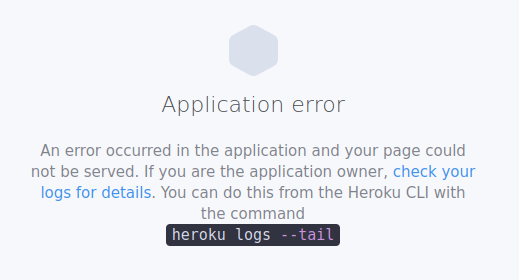 Application error
An error occurred in the application and your page could
not be served. If you are the application owner, check your
logs for details. You can do this from the Heroku CLI with
the command
heroku logs --tail